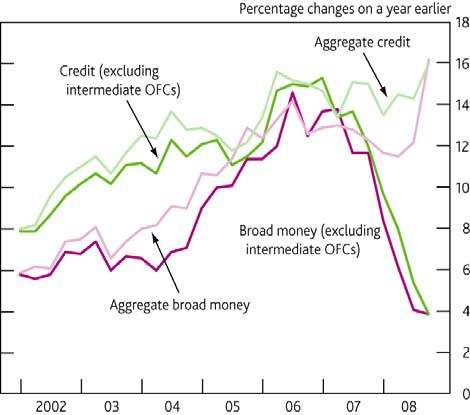 Percentage changes on a year earlier
18
Aggregate credit
16
Credit (excluding
intermediate OFCs)
14
12
10
8
Broad money (excluding
intermediate OFCs)
6
Aggregate broad money
4
2
0
2002 03 04 05 06 07 08